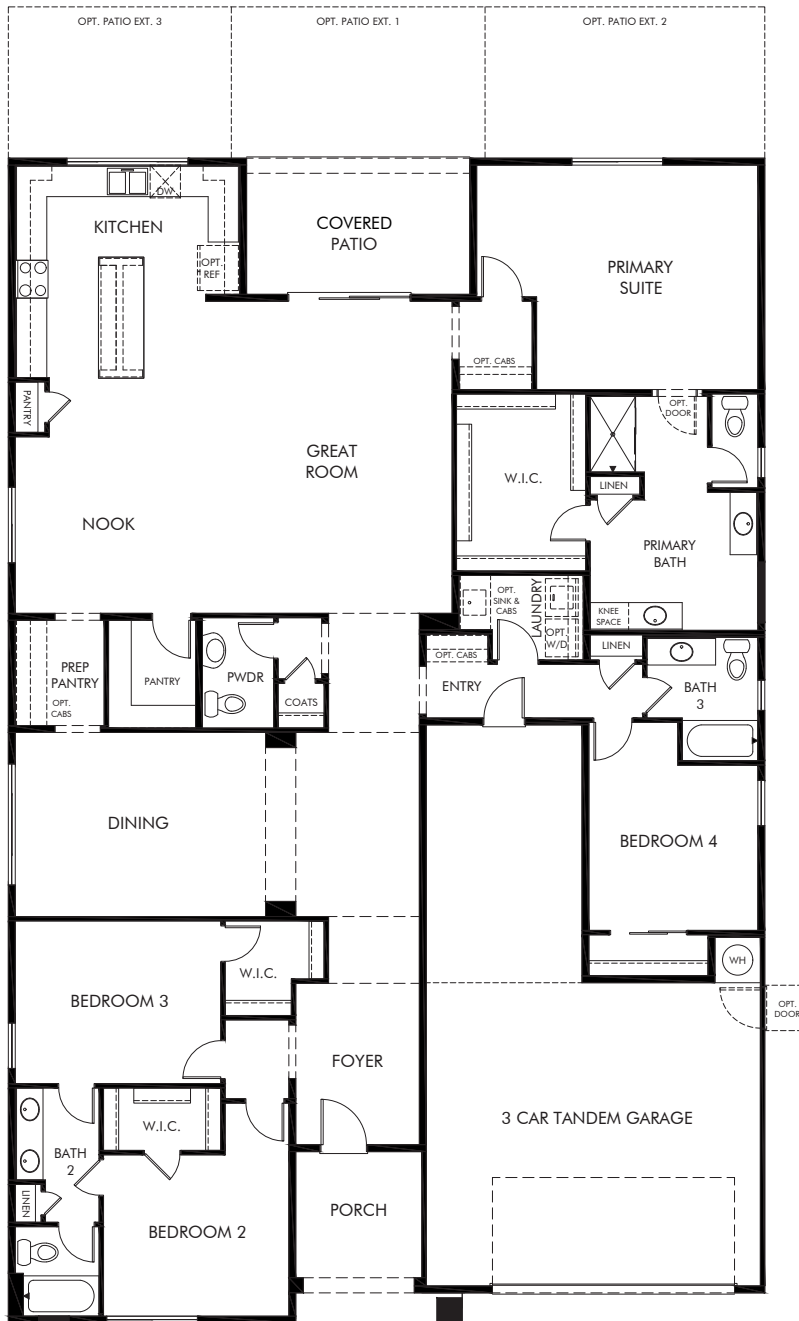 OPT. PATIO EXT. 3
OPT. PATIO EXT. 1
OPT. PATIO EXT. 2
DW
KITCHEN
OPT.
REF
COVERED
PATIO
PRIMARY
SUITE
OPT. CABS
PANTRY
OPT.
DOOR
GREAT
ROOM
W.I.C.
LINEN
NOOK
PRIMARY
BATH
OPT.
SINK &
CABS
LAUNDRY
OPT.
W/D
KNEE
SPACE
PREP
PANTRY
OPT.
CABS
PANTRY
PWDR
COATS
OPT. CABS
ENTRY
LINEN
BATH
3
DINING
BEDROOM 4
W.I.C.
WH
BEDROOM 3
OPT.
DOOR
FOYER
W.I.C.
BATH
2
3 CAR TANDEM GARAGE
LINEN
BEDROOM 2
PORCH